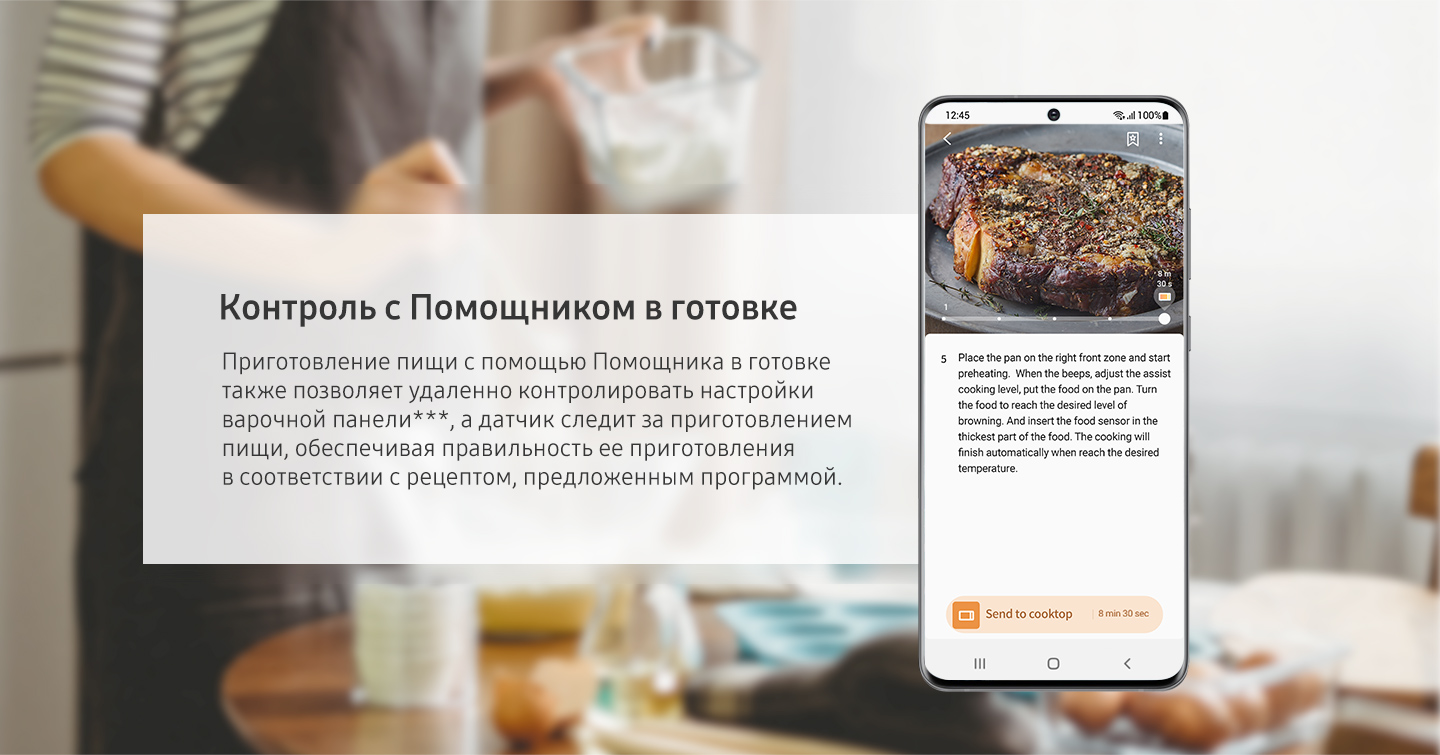 Контроль с Помощником в готовке
Приготовление пищи с помощью Помощника в готовке
также позволяет удаленно контролировать настройки
варочной панели***, а датчик следит за приготовлением
пищи, обеспечивая правильность ее приготовления
в соответствии с рецептом, предложенным программой.
12:45
100%
8 m
30 s
1
5 Place the pan on the right front zone and start
preheating. When the beeps, adjust the assist
cooking level, put the food on the pan. Turn
the food to reach the desired level of
browning. And insert the food sensor in the
thickest part of the food. The cooking will
finish automatically when reach the desired
temperature.
Send to cooktop 8 min 30 sec